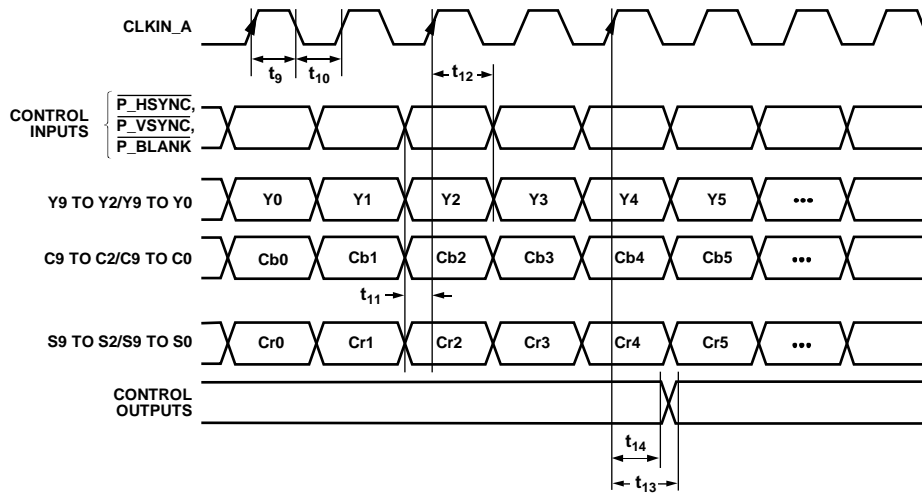 CLKIN_A
t9
t10
t12
CONTROL
INPUTS
P_HSYNC,
P_VSYNC,
P_BLANK
Y9 TO Y2/Y9 TO Y0
Y0 Y1 Y2 Y3 Y4 Y5 •••
C9 TO C2/C9 TO C0
Cb0 Cb1 Cb2 Cb3 Cb4 Cb5 •••
t11
S9 TO S2/S9 TO S0
Cr0 Cr1 Cr2 Cr3 Cr4 Cr5 •••
CONTROL
OUTPUTS
t14
t13